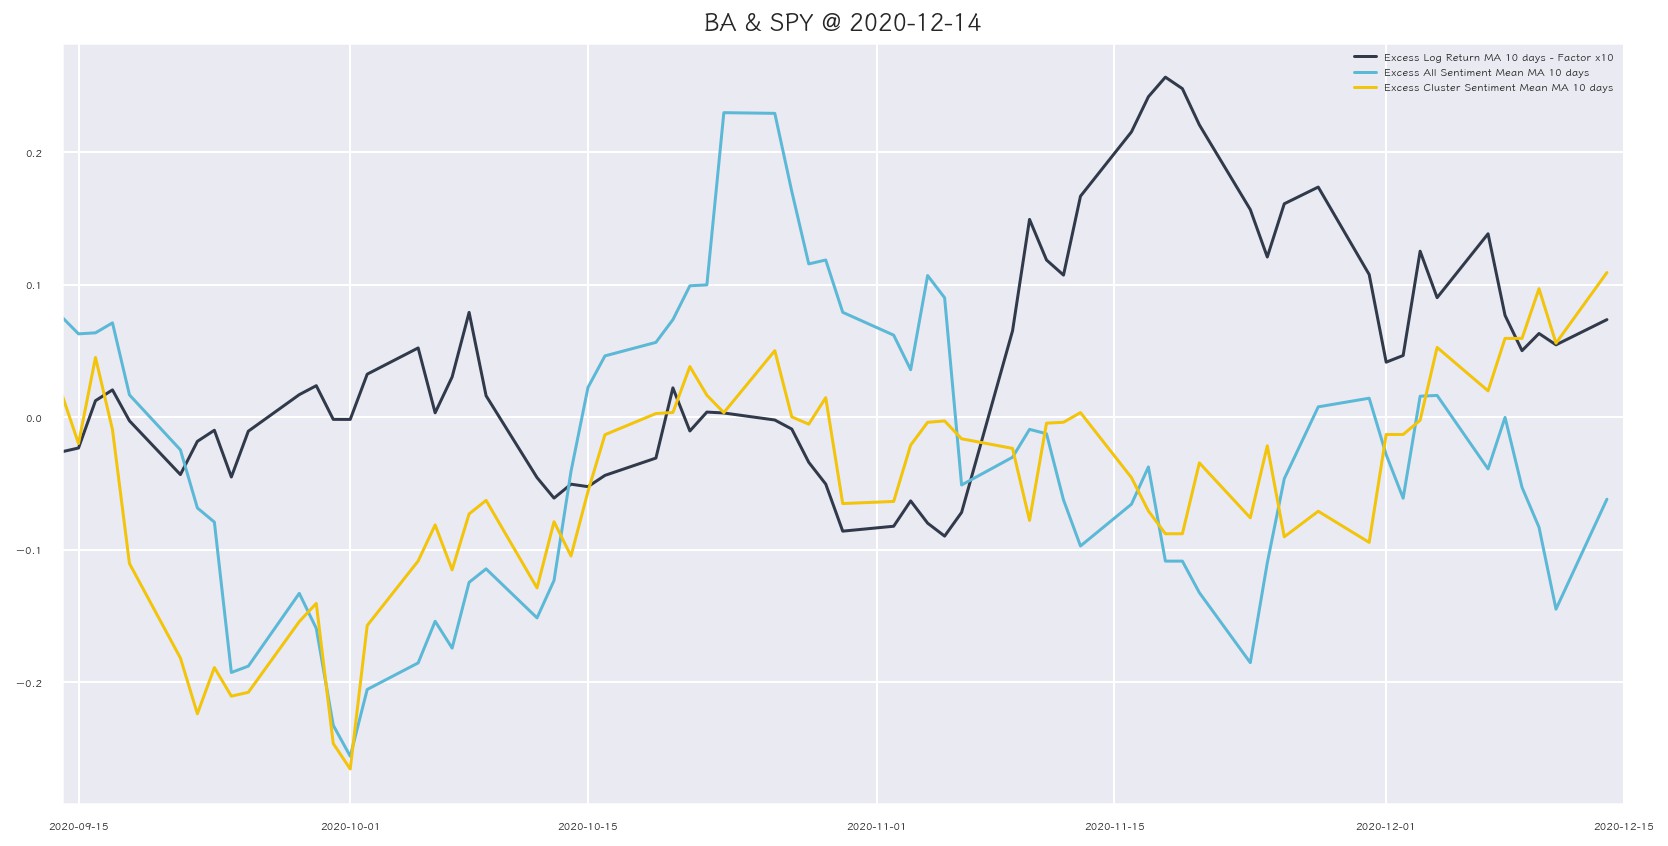 BA & SPY @ 2020-12-14
Excess Log Return MA 10 days - Factor x10
Excess All Sentiment Mean MA 10 days
Excess Cluster Sentiment Mean MA 10 days
0.2
0.1
0.0
−0.1
−0.2
2020-09-15 2020-10-01 2020-10-15 2020-11-01 2020-11-15 2020-12-01 2020-12-15